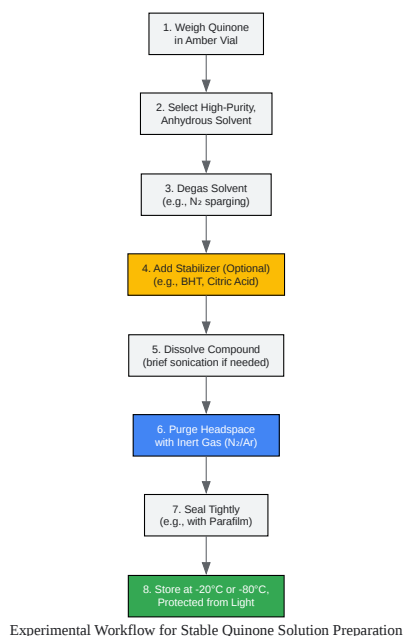 1. Weigh Quinone
in Amber Vial
2. Select High-Purity,
Anhydrous Solvent
3. Degas Solvent
(e.g., N₂ sparging)
4. Add Stabilizer (Optional)
(e.g., BHT, Citric Acid)
5. Dissolve Compound
(brief sonication if needed)
6. Purge Headspace
with Inert Gas (N₂/Ar)
7. Seal Tightly
(e.g., with Parafilm)
8. Store at -20°C or -80°C,
Protected from Light
Experimental Workflow for Stable Quinone Solution Preparation